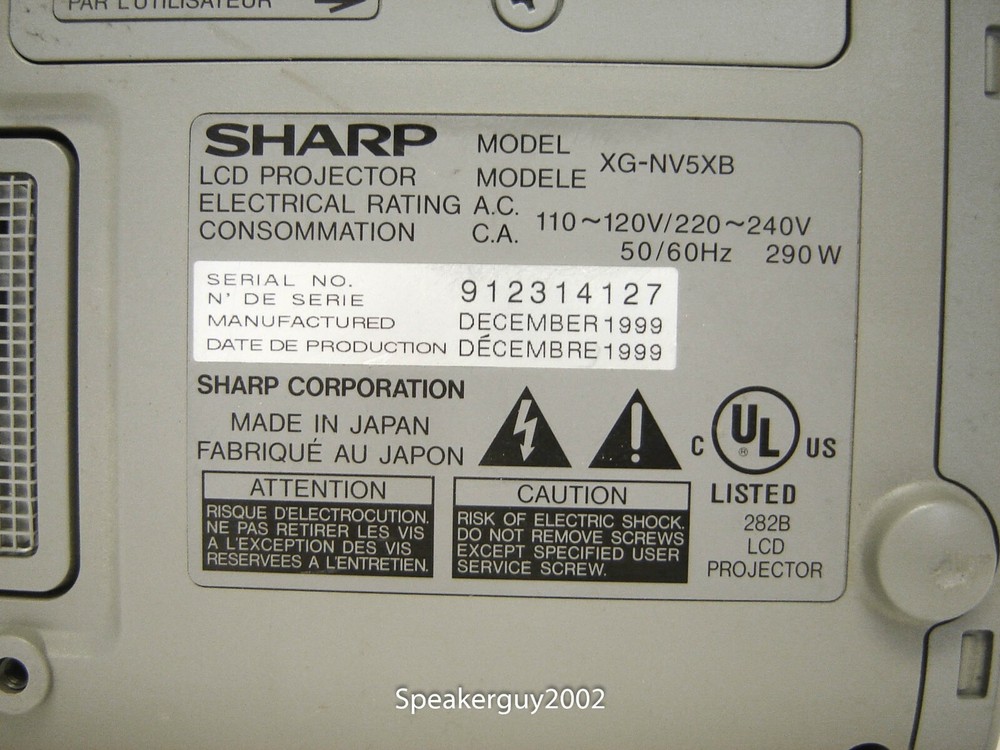 PAR L'UTILISATEUR
SHARP
LCD PROJECTOR
MODEL
MODELE
XG-NV5XB
ELECTRICAL RATING A.C.
CONSOMMATION C.A.
110~120V/220~240V
50/60Hz 290W
SERIAL NO.
N' DE SERIE
912314127
MANUFACTURED DECEMBER 1999
DATE DE PRODUCTION DÉCEMBRE 1999
SHARP CORPORATION
MADE IN JAPAN
FABRIQUÉ AU JAPON
C UL ® US
LISTED
282B
LCD
PROJECTOR
ATTENTION
RISQUE D'ELECTROCUTION.
NE PAS RETIRER LES VIS
A L'EXCEPTION DES VIS
RESERVEES A L'ENTRETIEN.
CAUTION
RISK OF ELECTRIC SHOCK.
DO NOT REMOVE SCREWS
EXCEPT SPECIFIED USER
SERVICE SCREW.
Speakerguy2002